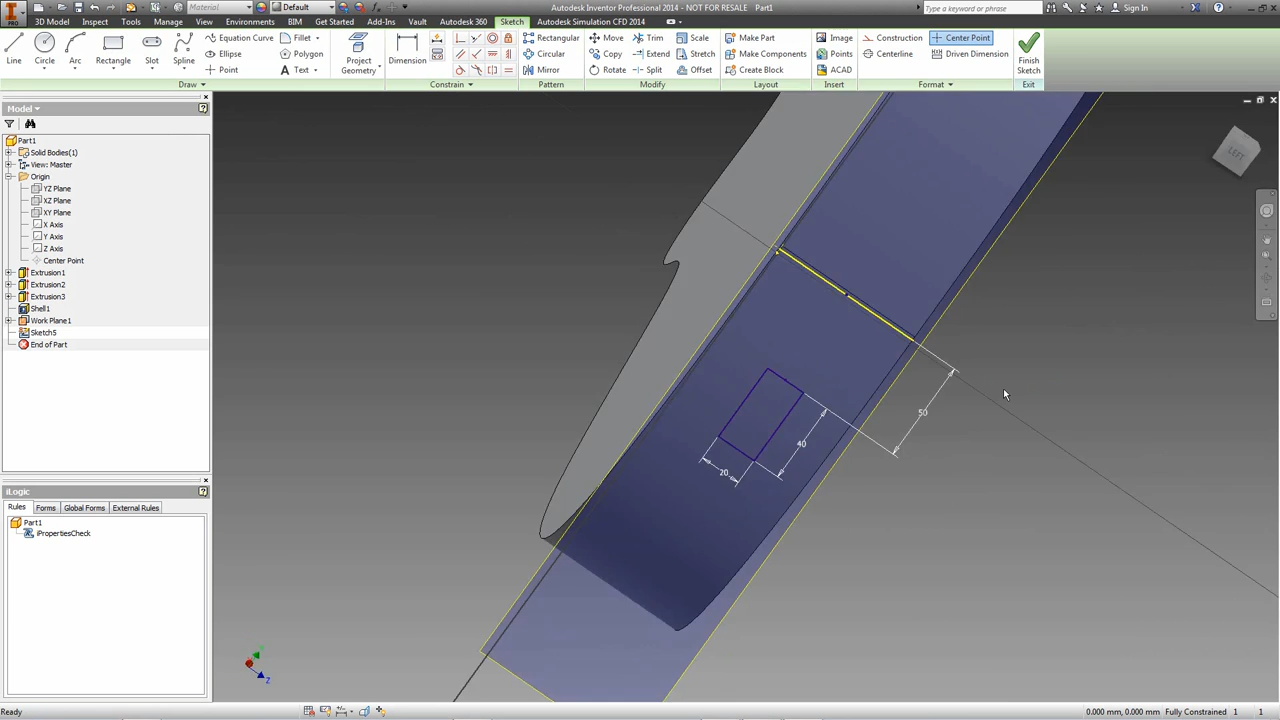 Material
Default
Autodesk Inventor Professional 2014 - NOT FOR RESALE Part1
Type a keyword or phrase
Sign In
PRO
3D Model
Inspect
Tools
Manage
View
Environments
BIM
Get Started
Add-Ins
Vault
Autodesk 360
Sketch
Autodesk Simulation CFD 2014
Line
Circle
Arc
Rectangle
Slot
Spline
Equation Curve
Ellipse
Point
Fillet
Polygon
Text
Project
Geometry
Dimension
Rectangular
Circular
Mirror
Move
Copy
Rotate
Trim
Extend
Split
Scale
Stretch
Offset
Make Part
Make Components
Create Block
Image
Points
ACAD
Construction
Centerline
Center Point
Driven Dimension
Finish
Sketch
Draw
Constrain
Pattern
Modify
Layout
Insert
Format
Exit
Model
Part1
Solid Bodies(1)
View: Master
Origin
YZ Plane
XZ Plane
XY Plane
X Axis
Y Axis
Z Axis
Center Point
Extrusion1
Extrusion2
Extrusion3
Shell1
Work Plane1
Sketch5
End of Part
iLogic
Rules
Forms
Global Forms
External Rules
Part1
iPropertiesCheck
LEFT
50
40
20
Z
Ready
0.000 mm, 0.000 mm
Fully Constrained
1
1